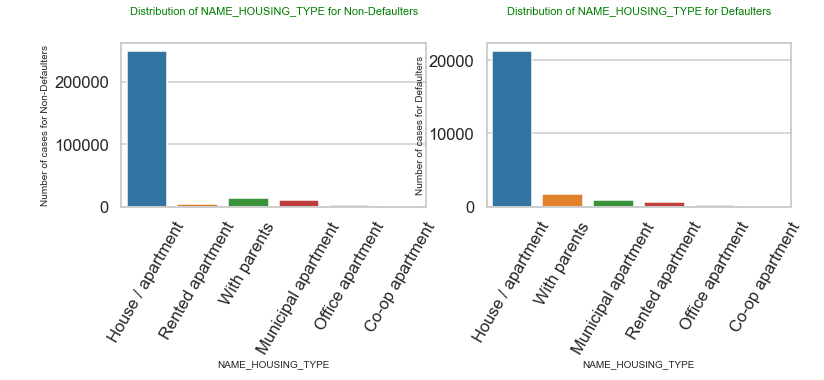 Distribution of NAME_HOUSING_TYPE for Non-Defaulters
Number of cases for Non-Defaulters
200000
100000
0
House / apartment
Rented apartment
With parents
Municipal apartment
Office apartment
Co-op apartment
NAME_HOUSING_TYPE
Distribution of NAME_HOUSING_TYPE for Defaulters
Number of cases for Defaulters
20000
10000
0
House / apartment
With parents
Municipal apartment
Rented apartment
Office apartment
Co-op apartment
NAME_HOUSING_TYPE